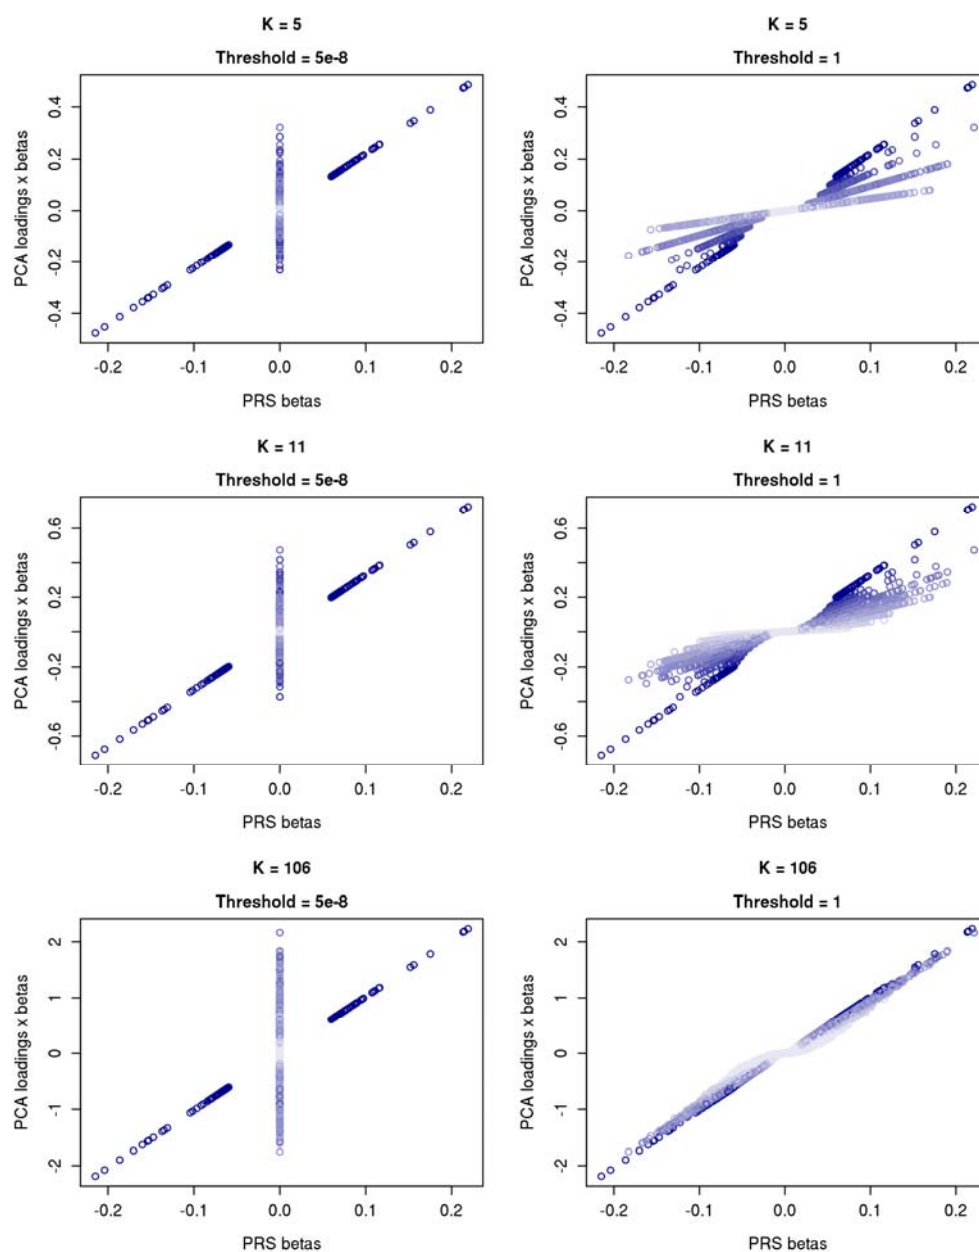 K = 5
Threshold = 5e-8
PCA loadings x betas
0.4
0.2
0.0
-0.2
-0.4
-0.2 -0.1 0.0 0.1 0.2
PRS betas
K = 5
Threshold = 1
PCA loadings x betas
0.4
0.2
0.0
-0.2
-0.4
-0.2 -0.1 0.0 0.1 0.2
PRS betas
K = 11
Threshold = 5e-8
PCA loadings x betas
0.6
0.2
-0.2
-0.6
-0.2 -0.1 0.0 0.1 0.2
PRS betas
K = 11
Threshold = 1
PCA loadings x betas
0.6
0.2
-0.2
-0.6
-0.2 -0.1 0.0 0.1 0.2
PRS betas
K = 106
Threshold = 5e-8
PCA loadings x betas
2
1
0
-1
-2
-0.2 -0.1 0.0 0.1 0.2
PRS betas
K = 106
Threshold = 1
PCA loadings x betas
2
1
0
-1
-2
-0.2 -0.1 0.0 0.1 0.2
PRS betas